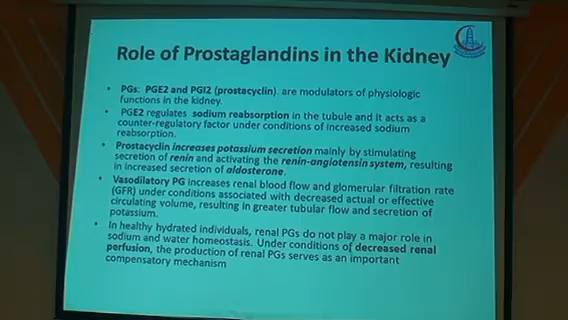 Role of Prostaglandins in the Kidney
• PGs: PGE2 and PGI2 (prostacyclin). are modulators of physiologic
functions in the kidney.
• PGE2 regulates sodium reabsorption in the tubule and it acts as a
counter-regulatory factor under conditions of increased sodium
reabsorption.
• Prostacyclin increases potassium secretion mainly by stimulating
secretion of renin and activating the renin-angiotensin system, resulting
in increased secretion of aldosterone.
• Vasodilatory PG increases renal blood flow and glomerular filtration rate
(GFR) under conditions associated with decreased actual or effective
circulating volume, resulting in greater tubular flow and secretion of
potassium.
• In healthy hydrated individuals, renal PGs do not play a major role in
sodium and water homeostasis. Under conditions of decreased renal
perfusion, the production of renal PGs serves as an important
compensatory mechanism